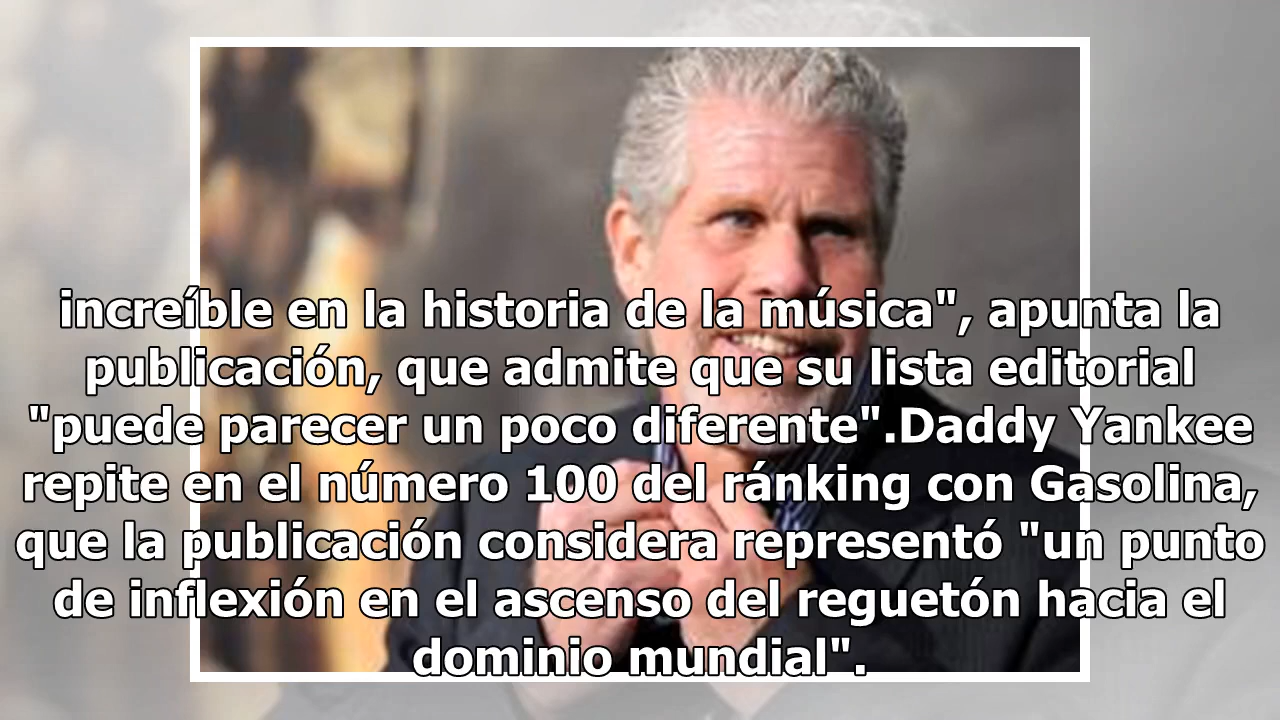 increíble en la historia de la música", apunta la
publicación, que admite que su lista editorial
"puede parecer un poco diferente".Daddy Yankee
repite en el número 100 del ránking con Gasolina,
que la publicación considera representó "un punto
de inflexión en el ascenso del reguetón hacia el
dominio mundial".